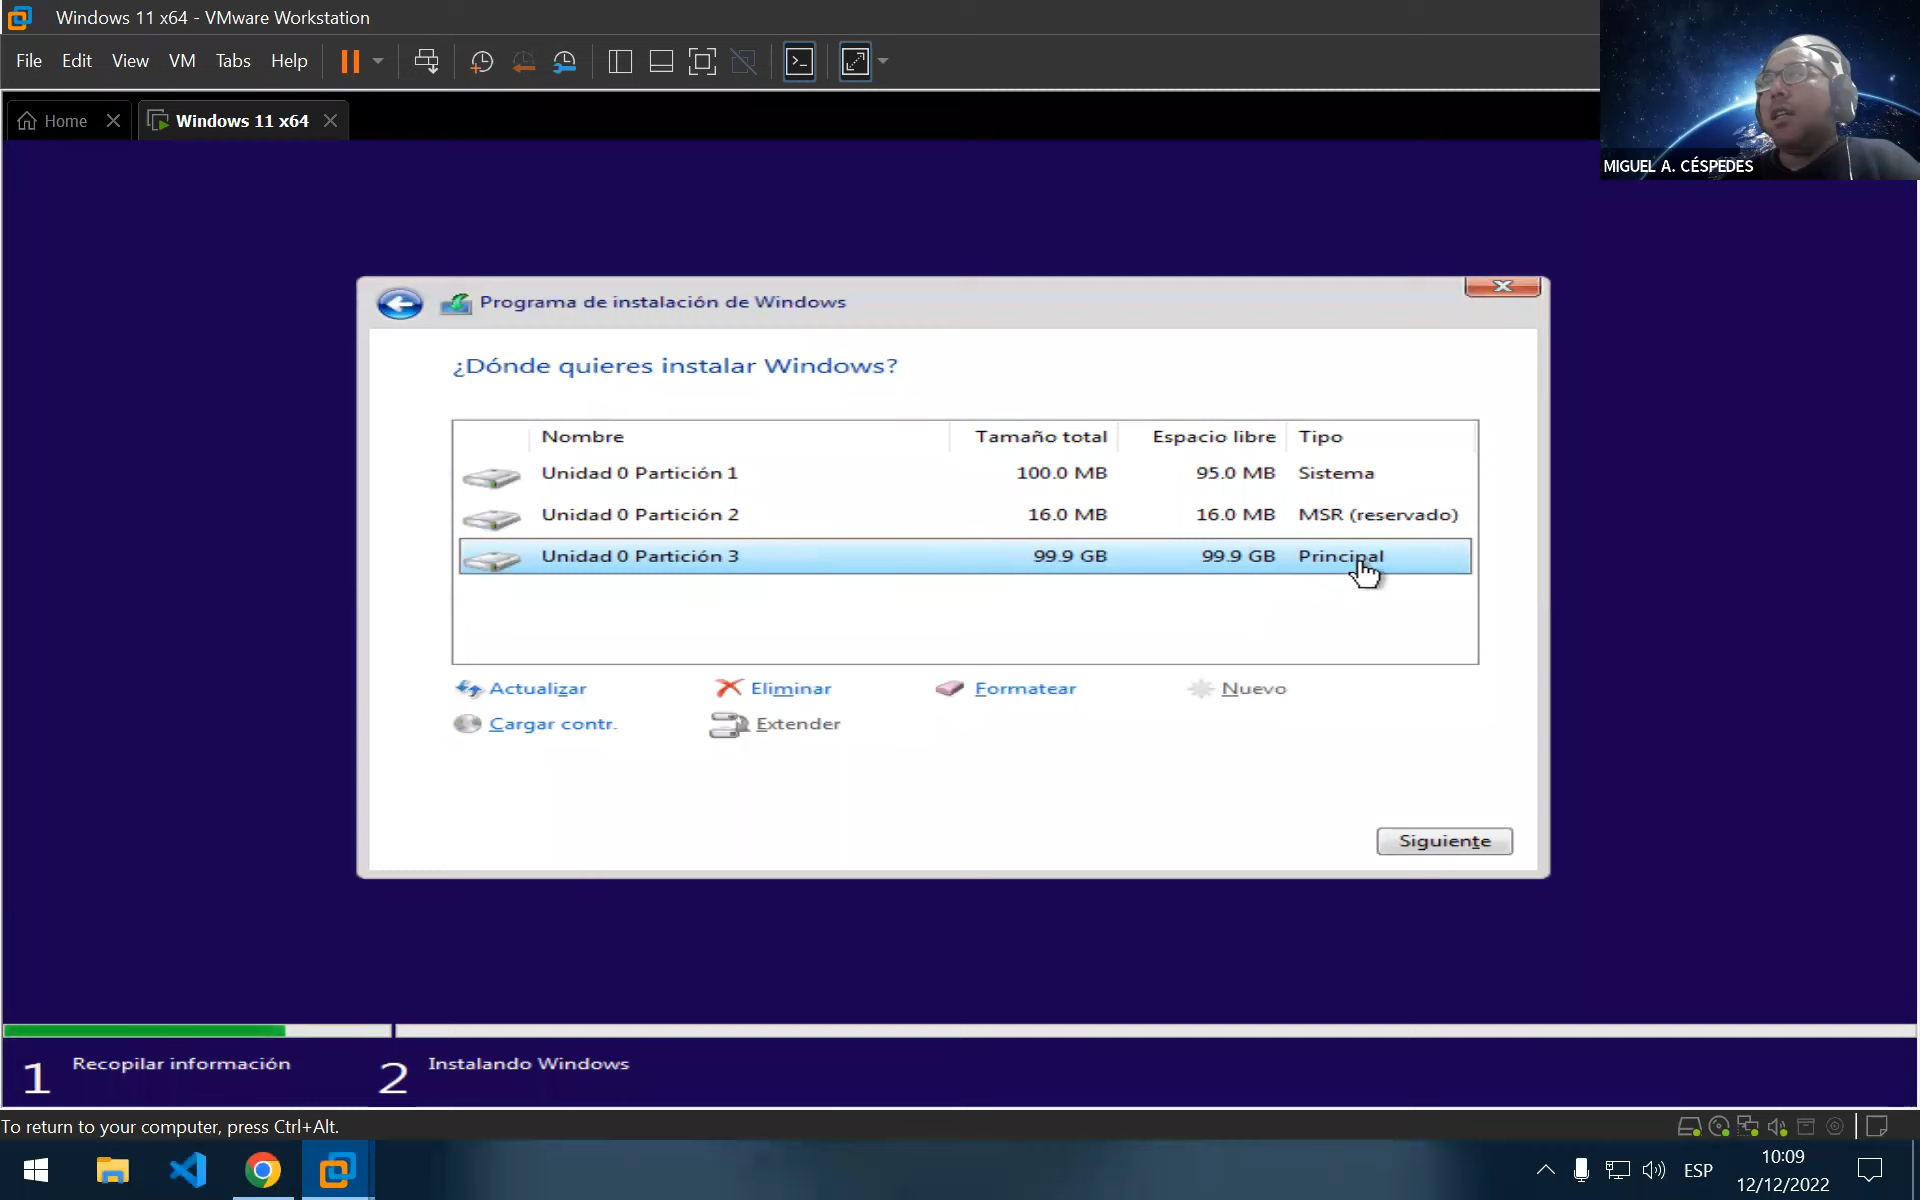 Windows 11 x64 - VMware Workstation
File Edit View VM Tabs Help
Home
Windows 11 x64
MIGUEL A. CÉSPEDES
Programa de instalación de Windows
¿Dónde quieres instalar Windows?
Nombre Tamaño total Espacio libre Tipo
Unidad 0 Partición 1 100.0 MB 95.0 MB Sistema
Unidad 0 Partición 2 16.0 MB 16.0 MB MSR (reservado)
Unidad 0 Partición 3 99.9 GB 99.9 GB Principal
Actualizar Eliminar Formatear Nuevo
Cargar contr. Extender
Siguiente
1 Recopilar información 2 Instalando Windows
To return to your computer, press Ctrl+Alt.
ESP 10:09
12/12/2022